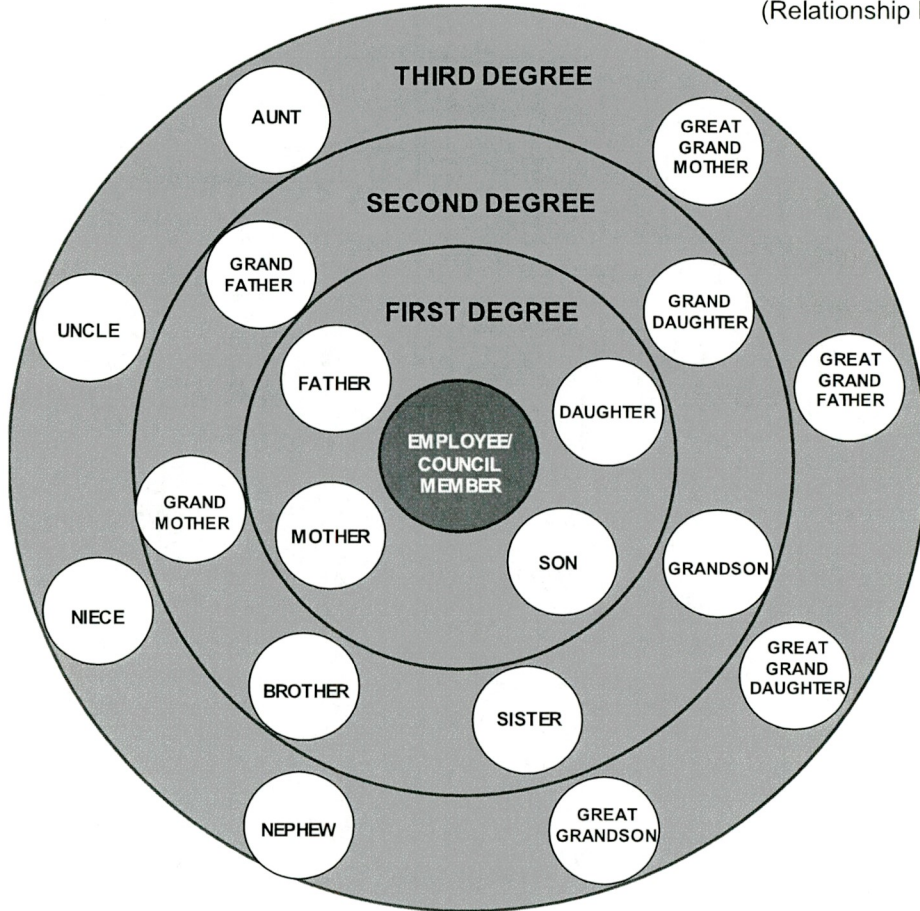 (Relationship
THIRD DEGREE
AUNT
GREAT
GRAND
MOTHER
SECOND DEGREE
GRAND
FATHER
GRAND
DAUGHTER
UNCLE
FIRST DEGREE
FATHER
DAUGHTER
GREAT
GRAND
FATHER
EMPLOYEE/
COUNCIL
MEMBER
GRAND
MOTHER
MOTHER
SON
GRANDSON
NIECE
BROTHER
SISTER
GREAT
GRAND
DAUGHTER
NEPHEW
GREAT
GRANDSON